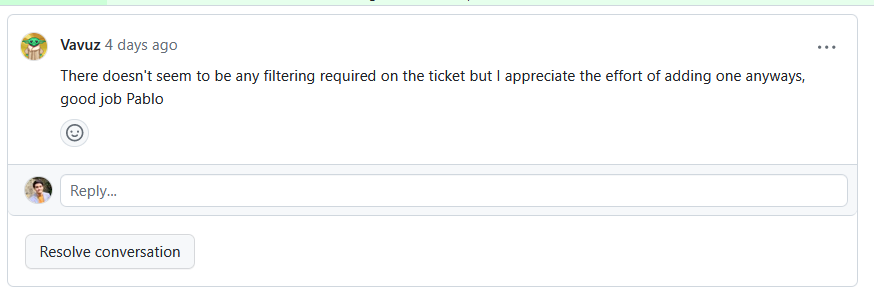 Vavuz 4 days ago
There doesn't seem to be any filtering required on the ticket but I appreciate the effort of adding one anyways,
good job Pablo
Reply...
Resolve conversation